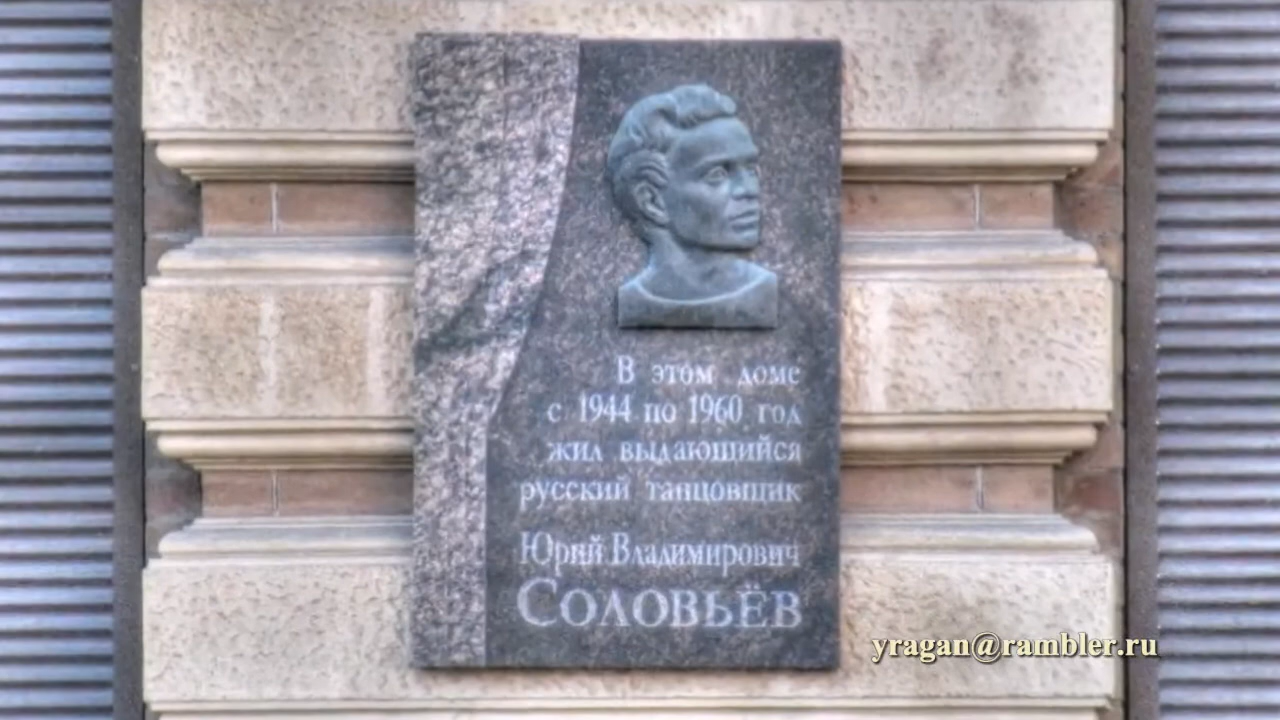 В этом доме
с 1944 по 1960 год
жил выдающийся
русский танцовщик
Юрий Владимирович
Соловьёв
yragan@rambler.ru